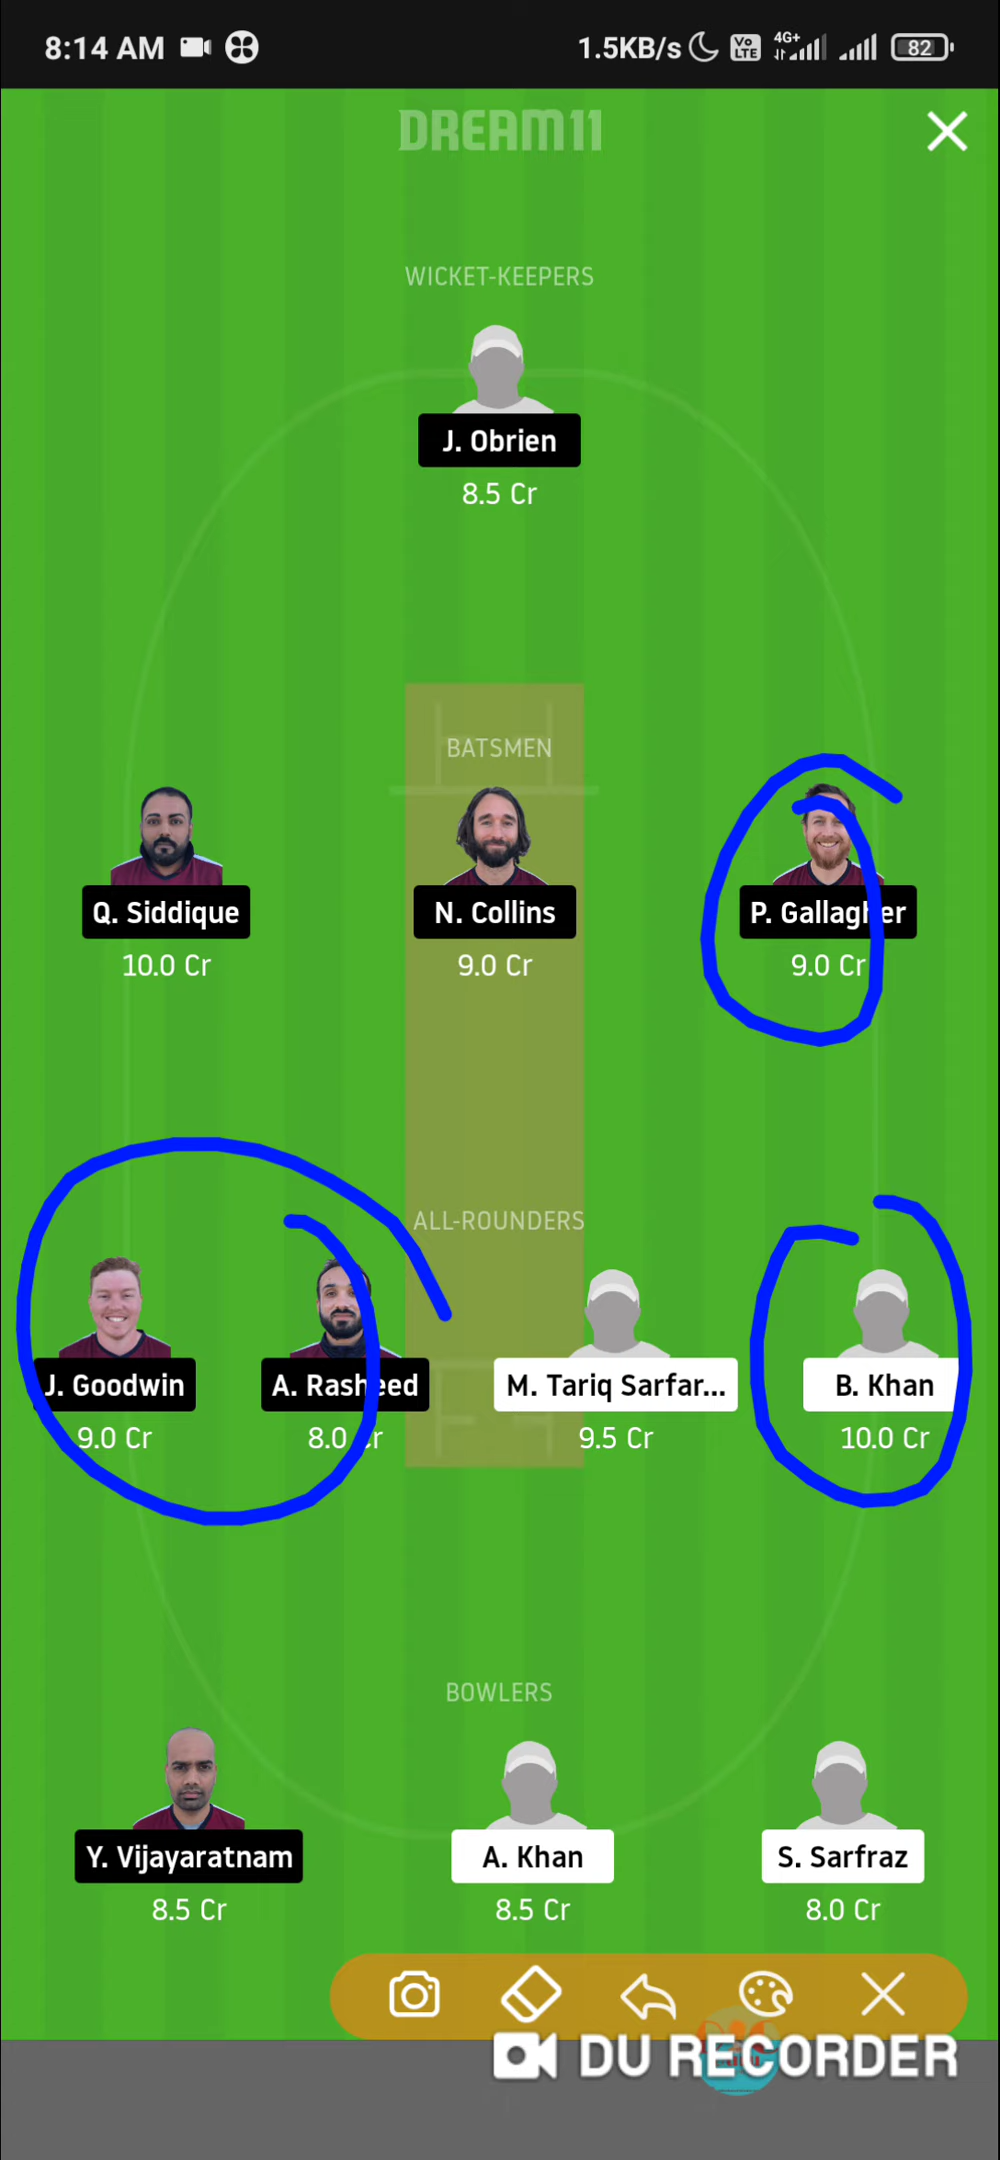 8:14 AM 1.5KB/s VoLTE 4G+ 82
DREAM11
WICKET-KEEPERS
J. Obrien
8.5 Cr
BATSMEN
Q. Siddique N. Collins P. Gallagher
10.0 Cr 9.0 Cr 9.0 Cr
ALL-ROUNDERS
J. Goodwin A. Rasheed M. Tariq Sarfar... B. Khan
9.0 Cr 8.0 Cr 9.5 Cr 10.0 Cr
BOWLERS
Y. Vijayaratnam A. Khan S. Sarfraz
8.5 Cr 8.5 Cr 8.0 Cr
DU RECORDER